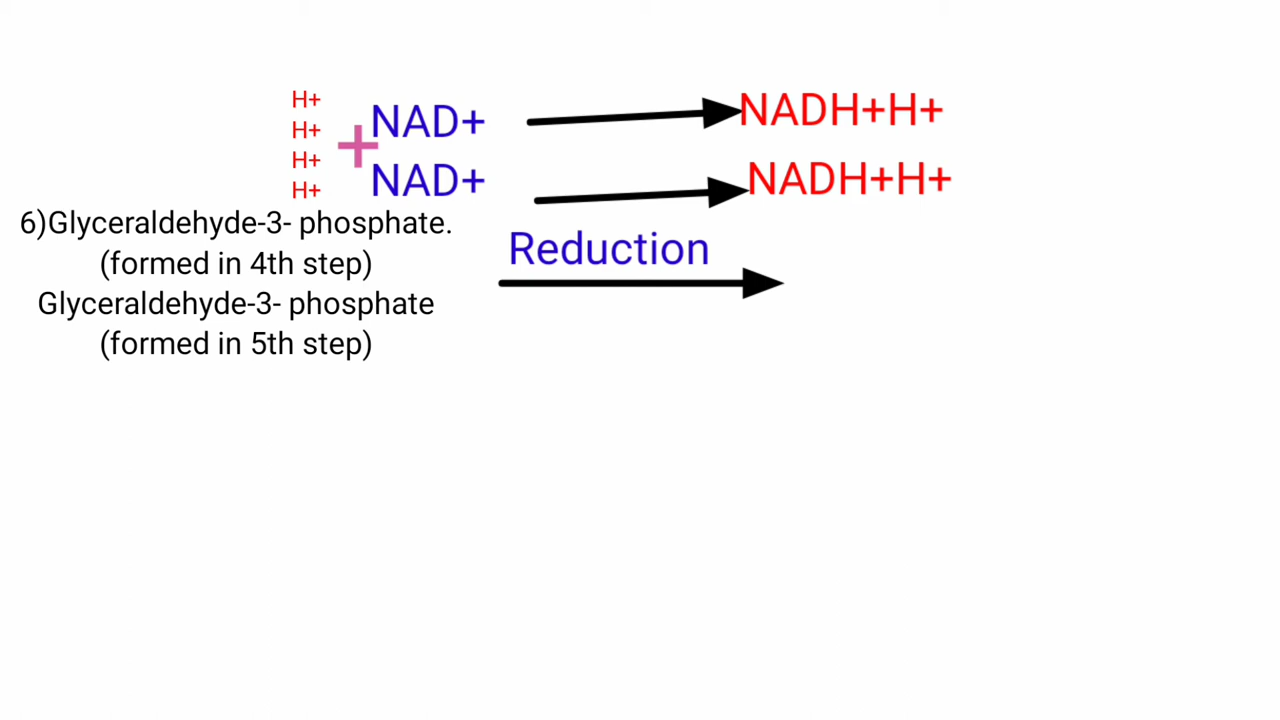 H+
H+
H+
H+
+
NAD+
NADH+H+
NAD+
NADH+H+
6)Glyceraldehyde-3- phosphate.
(formed in 4th step)
Reduction
Glyceraldehyde-3- phosphate
(formed in 5th step)